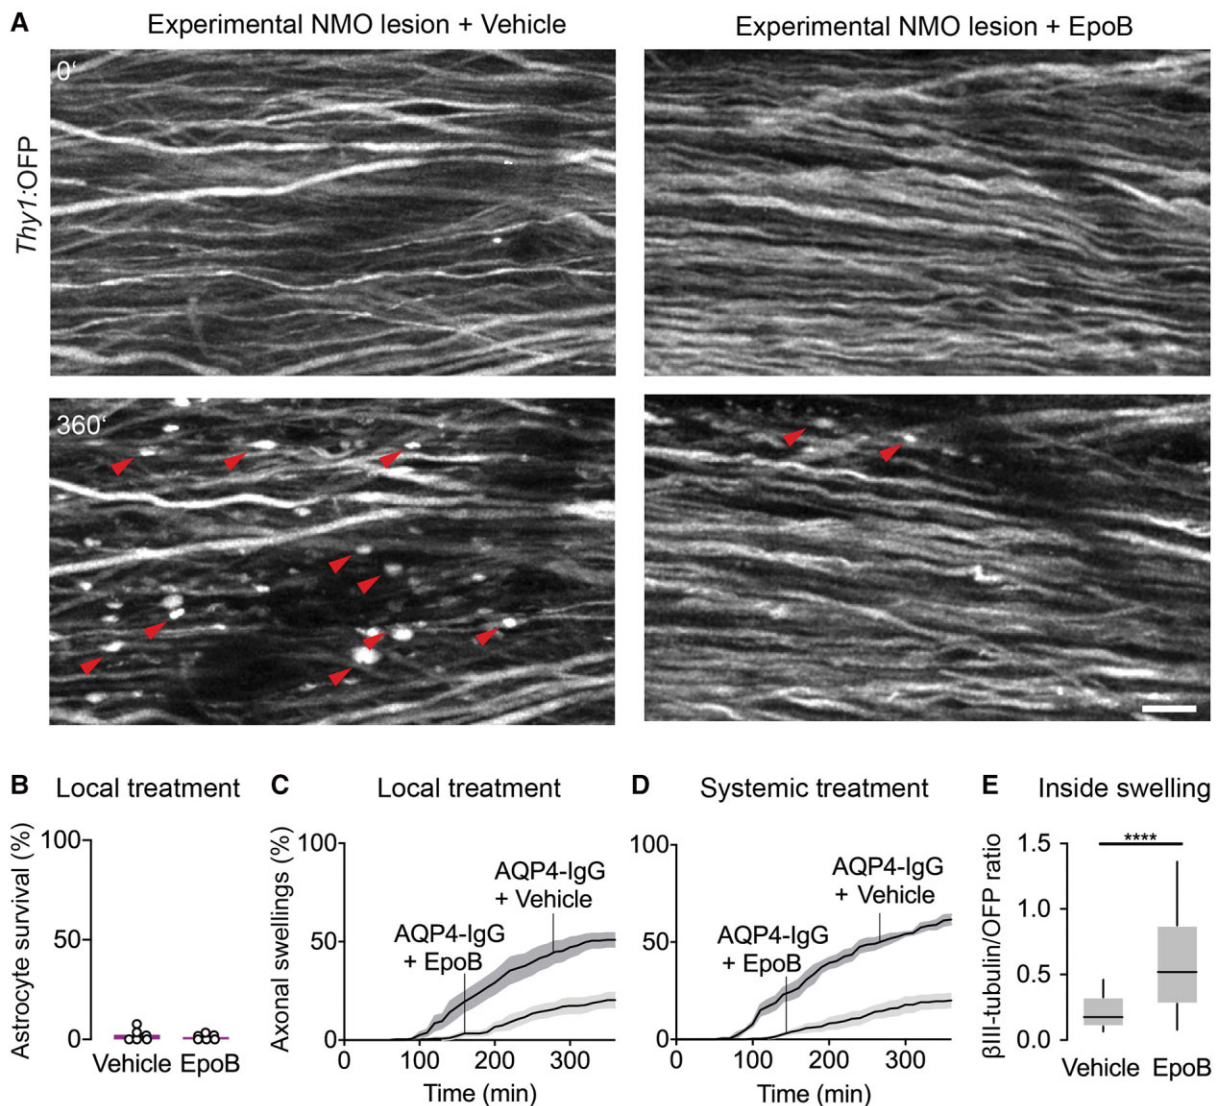 A
Experimental NMO lesion + Vehicle
Experimental NMO lesion + EpoB
Thy1:OFP
0‘
360‘
B
Local treatment
Astrocyte survival (%)
100
50
0
Vehicle
EpoB
C
Local treatment
Axonal swellings (%)
100
50
0
AQP4-IgG
+ Vehicle
AQP4-IgG
+ EpoB
0
100
200
300
Time (min)
D
Systemic treatment
100
50
0
AQP4-IgG
+ Vehicle
AQP4-IgG
+ EpoB
0
100
200
300
Time (min)
E
Inside swelling
βIII-tubulin/OFP ratio
1.5
1.0
0.5
0.0
****
Vehicle
EpoB